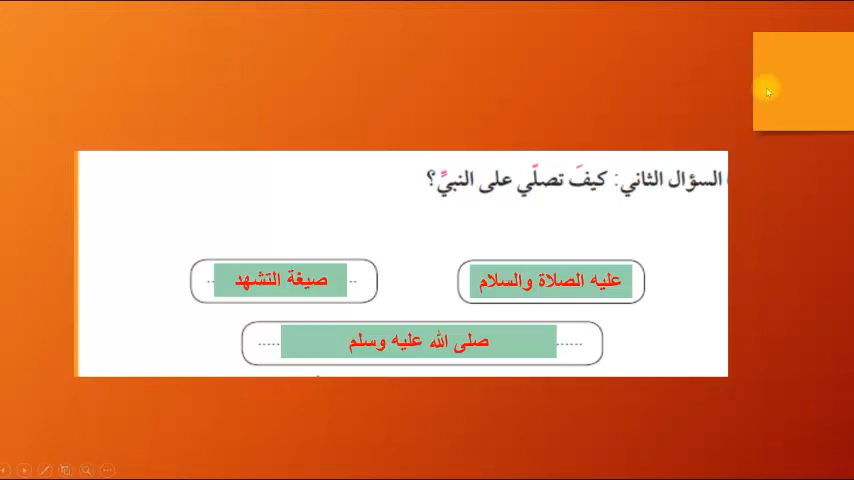 السؤال الثاني: كيفَ تصلّي على النبيِّ؟
عليه الصلاة والسلام
صيغة التشهد
صلى الله عليه وسلم